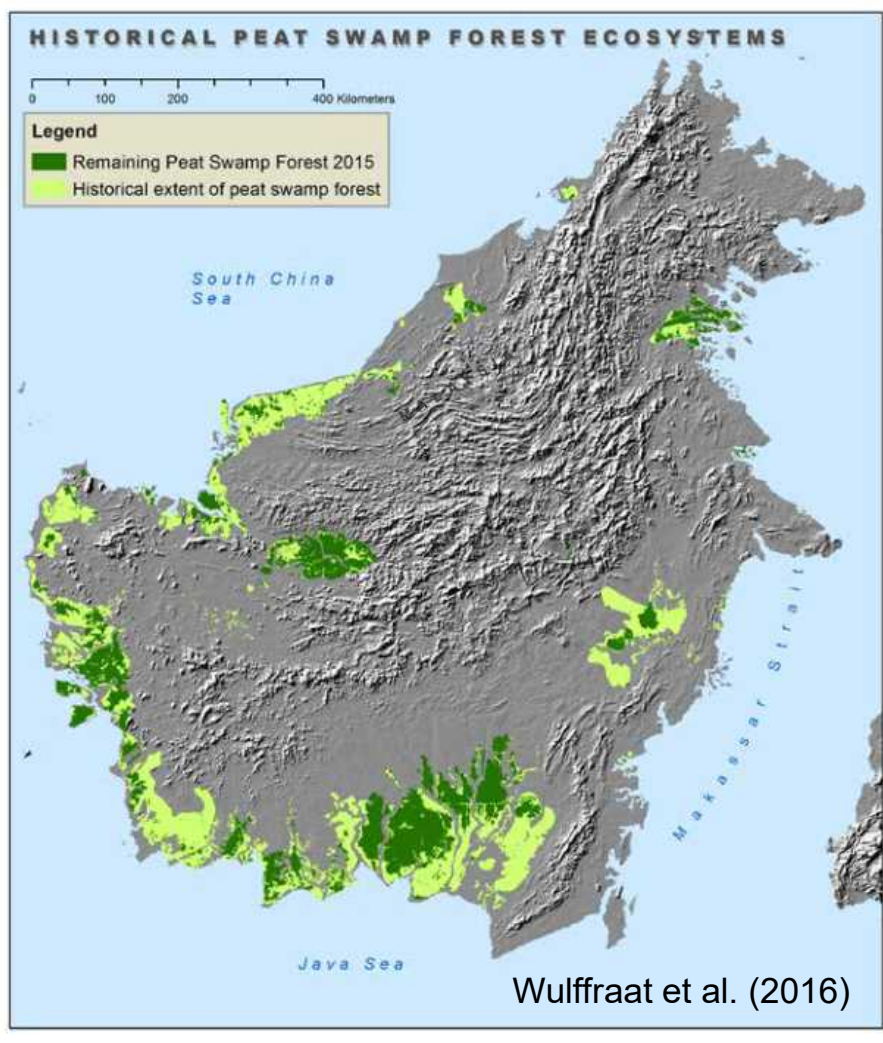 HISTORICAL PEAT SWAMP FOREST ECOSYSTEMS
0 100 200 400 Kilometers
Legend
Remaining Peat Swamp Forest 2015
Historical extent of peat swamp forest
South China
Sea
Makassar Strait
Java Sea
Wulffraat et al. (2016)